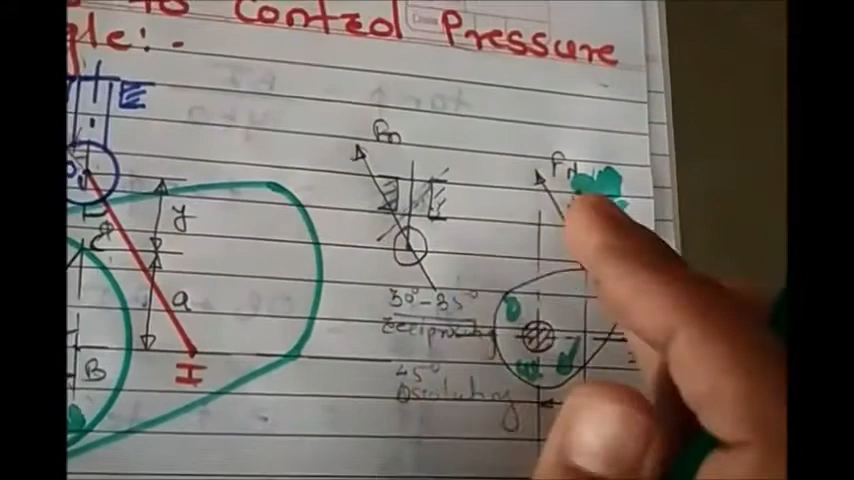 to Control Pressure
gle:-
Fn
Fn
y
a
30°-35°
Reciprocating
45°
Oscillating
B
I